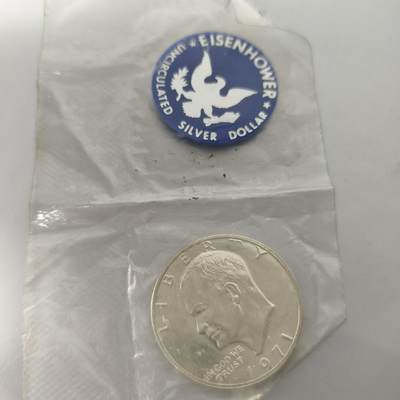 ★ EISENHOWER ★
UNCIRCULATED SILVER DOLLAR
LIBERTY
IN GOD WE
TRUST
1971